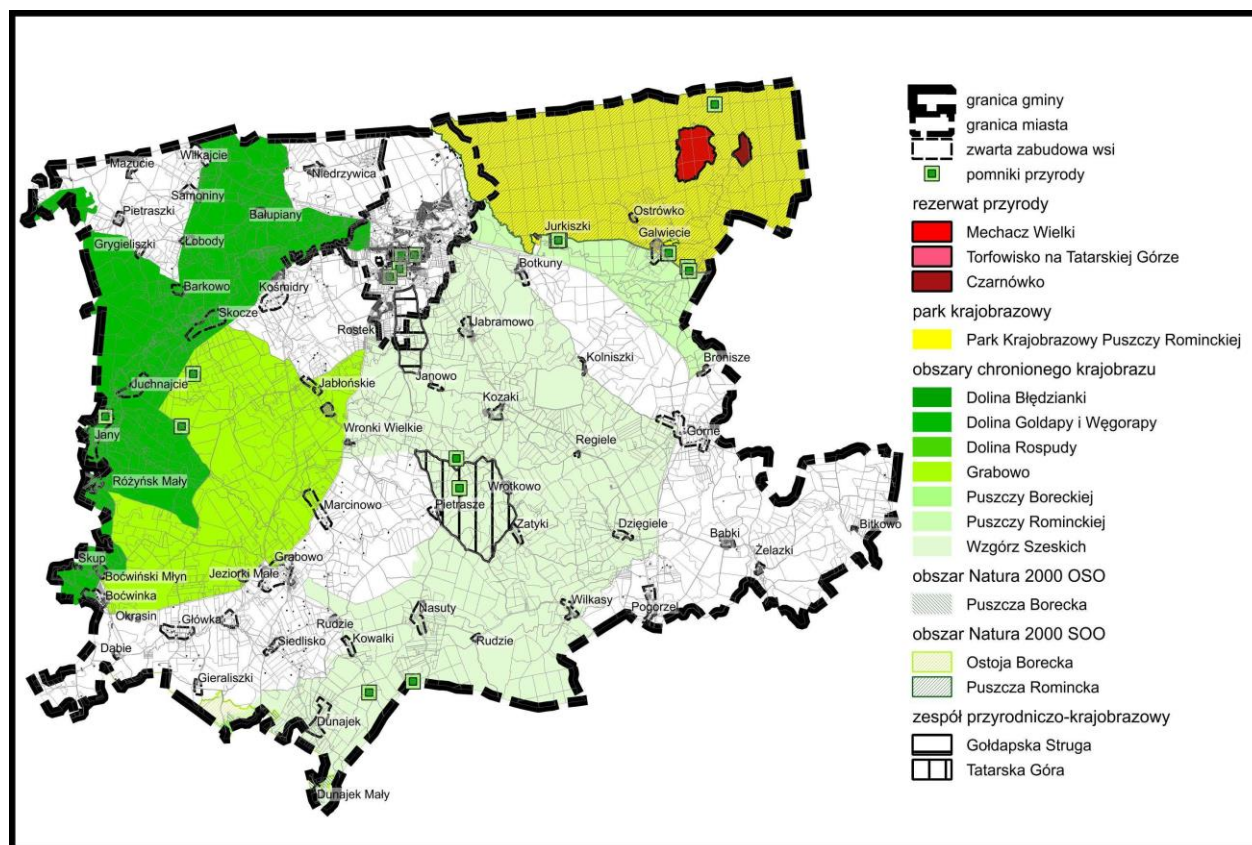 Mazucie
Wilkajcie
Niedrzywica
Samoniny
Pietraszki
Bałupiany
Grygieliszki
Łobody
Barkowo
Kośmidry
Skocze
Rostek
Jurkiszki
Ostrówko
Galwiecie
Botkuny
Jabramowo
Kolniszki
Bronisze
Juchnajcie
Jabłońskie
Janowo
Kozaki
Jany
Wronki Wielkie
Regiele
Górne
Różyńsk Mały
Marcinowo
Pietrasze
Wrotkowo
Zatyki
Dzięgiele
Babki
Bitkowo
Żelazki
Skup
Grabowo
Boćwiński Młyn
Jeziorki Małe
Boćwinka
Okrasin
Główka
Rudzie
Nasuty
Wilkasy
Pogorzel
Siedlisko
Kowalki
Rudzie
Dąbie
Gieraliszki
Dunajek
Dunajek Mały
granica gminy
granica miasta
zwarta zabudowa wsi
pomniki przyrody
rezerwat przyrody
Mechacz Wielki
Torfowisko na Tatarskiej Górze
Czarnówko
park krajobrazowy
Park Krajobrazowy Puszczy Rominckiej
obszary chronionego krajobrazu
Dolina Błędzianki
Dolina Goldapy i Węgorapy
Dolina Rospudy
Grabowo
Puszczy Boreckiej
Puszczy Rominckiej
Wzgórz Szeskich
obszar Natura 2000 OSO
Puszcza Borecka
obszar Natura 2000 SOO
Ostoja Borecka
Puszcza Romincka
zespół przyrodniczo-krajobrazowy
Gołdapska Struga
Tatarska Góra